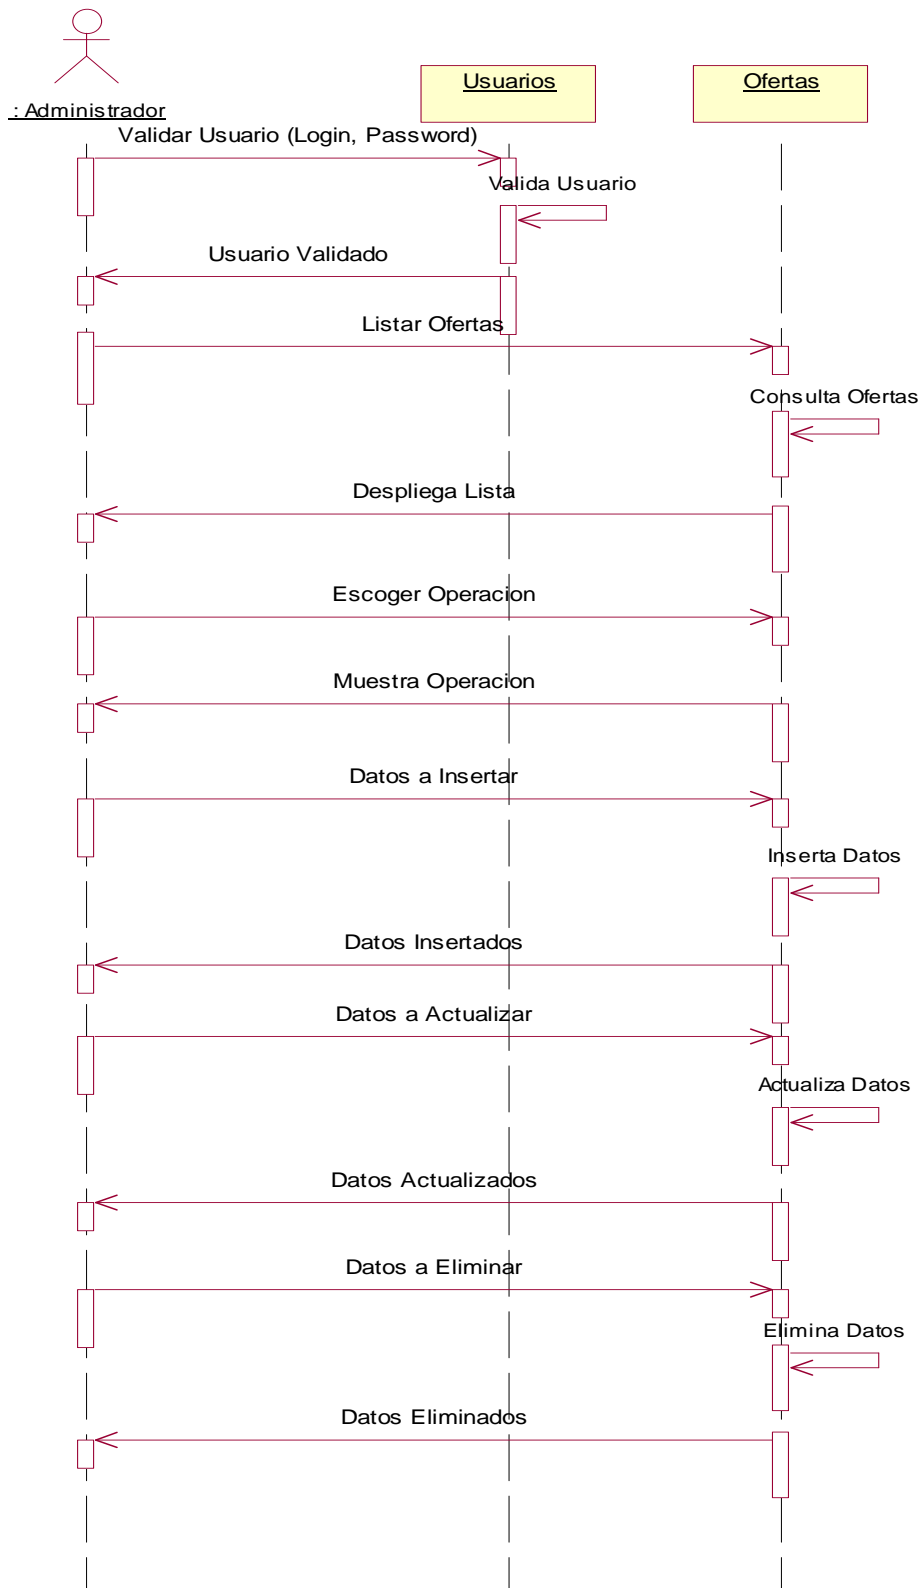 Usuarios
Ofertas
: Administrador
Validar Usuario (Login, Password)
Valida Usuario
Usuario Validado
Listar Ofertas
Consulta Ofertas
Despliega Lista
Escoger Operacion
Muestra Operacion
Datos a Insertar
Inserta Datos
Datos Insertados
Datos a Actualizar
Actualiza Datos
Datos Actualizados
Datos a Eliminar
Elimina Datos
Datos Eliminados